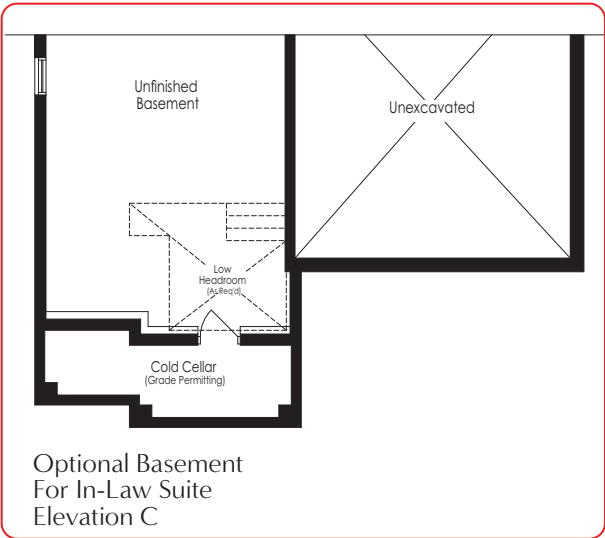 Unfinished
Basement
Unexcavated
Low
Headroom
(As Req'd)
Cold Cellar
(Grade Permitting)
Optional Basement
For In-Law Suite
Elevation C